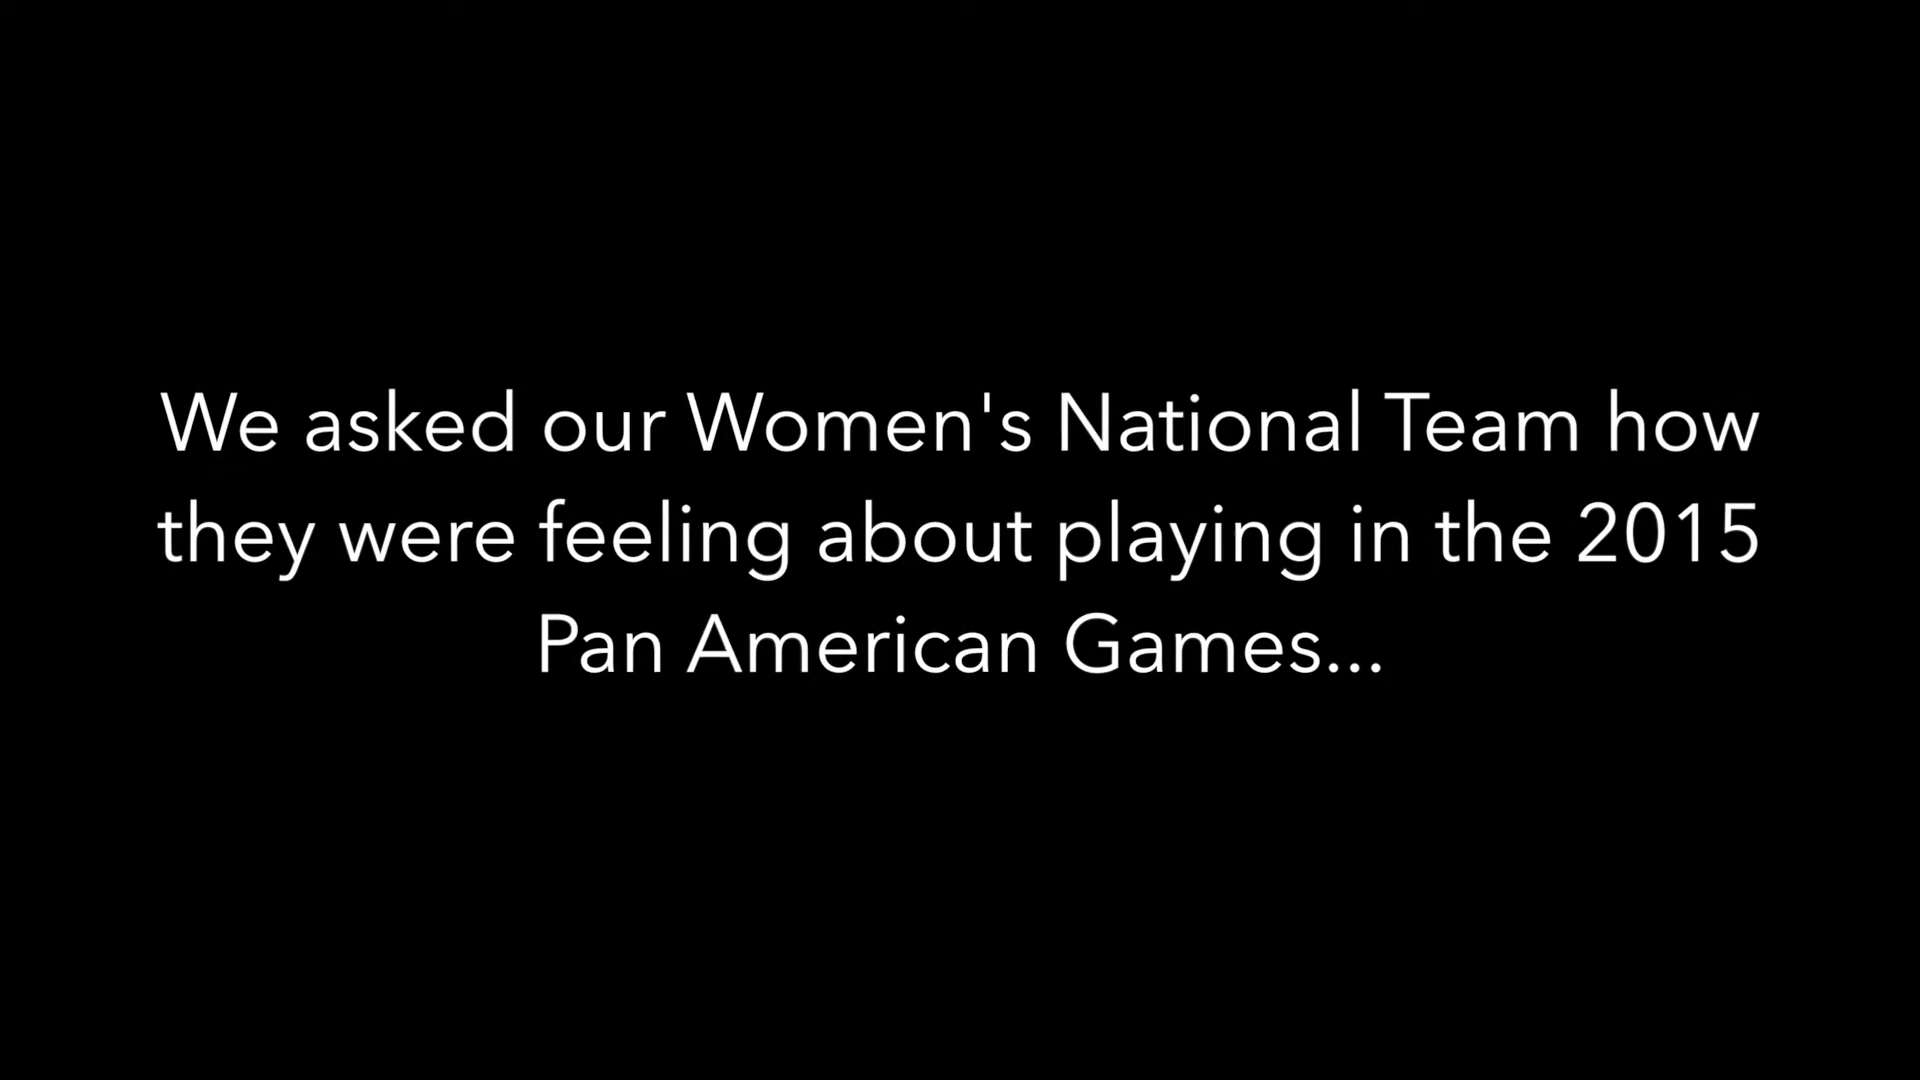 We asked our Women's National Team how
they were feeling about playing in the 2015
Pan American Games...